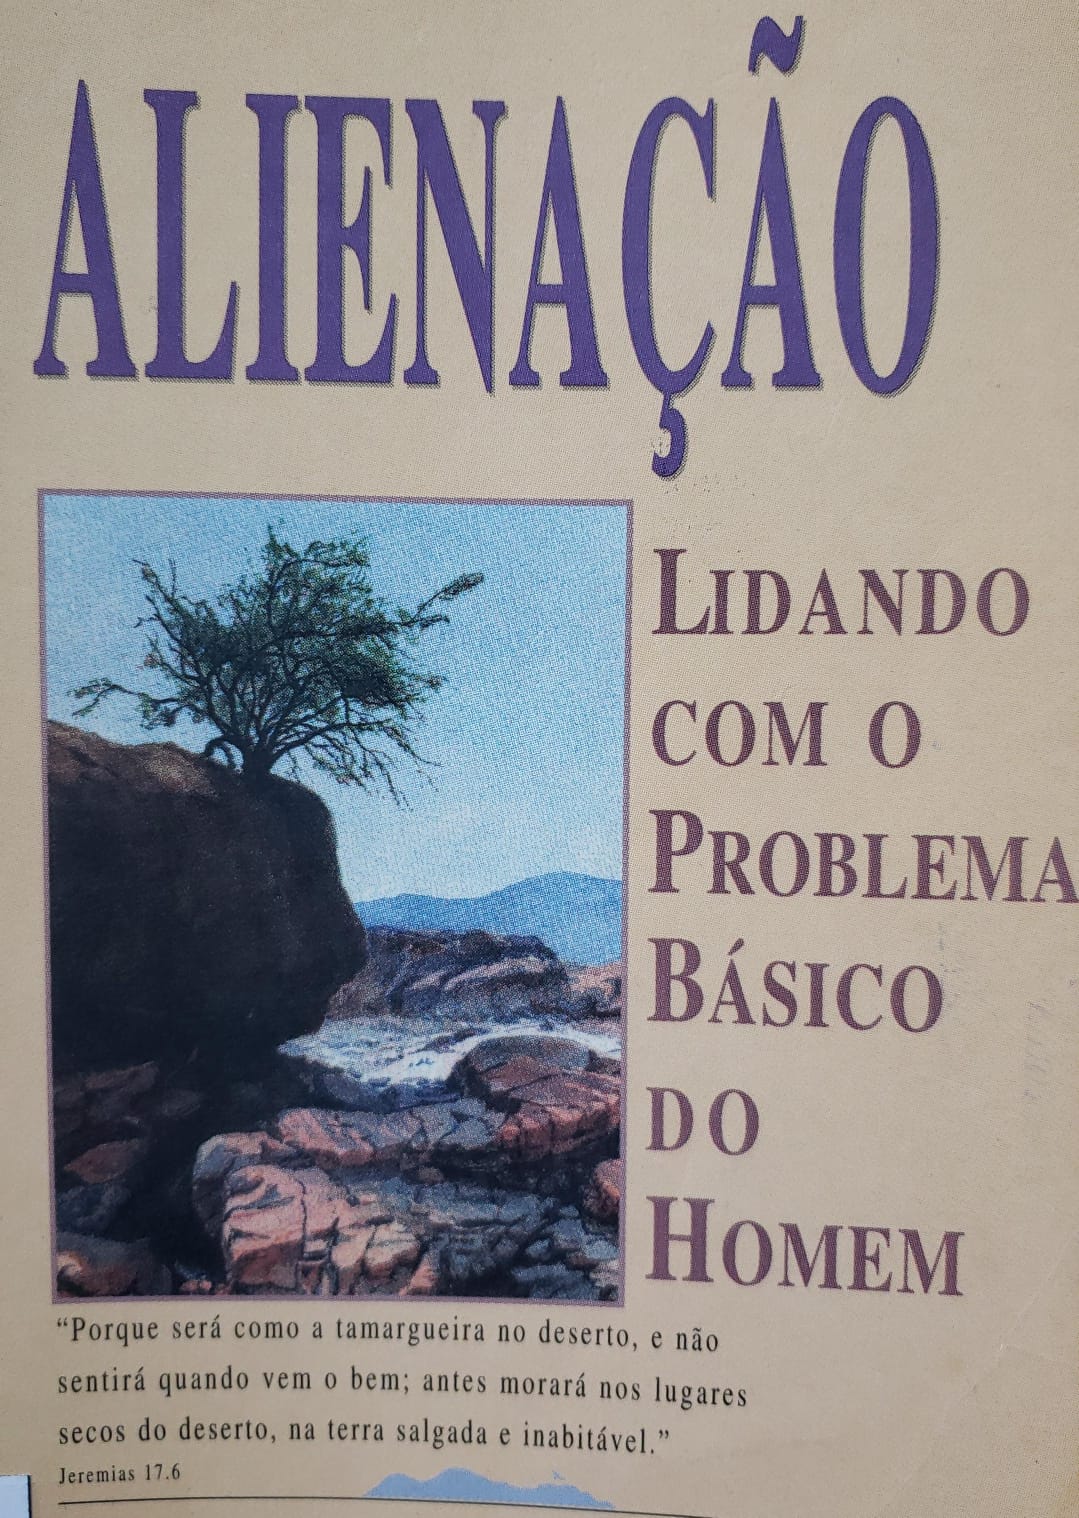 ALIENAÇÃO
LIDANDO
COM O
PROBLEMA
BÁSICO
DO
HOMEM
“Porque será como a tamargueira no deserto, e não
sentirá quando vem o bem; antes morará nos lugares
secos do deserto, na terra salgada e inabitável.”
Jeremias 17.6